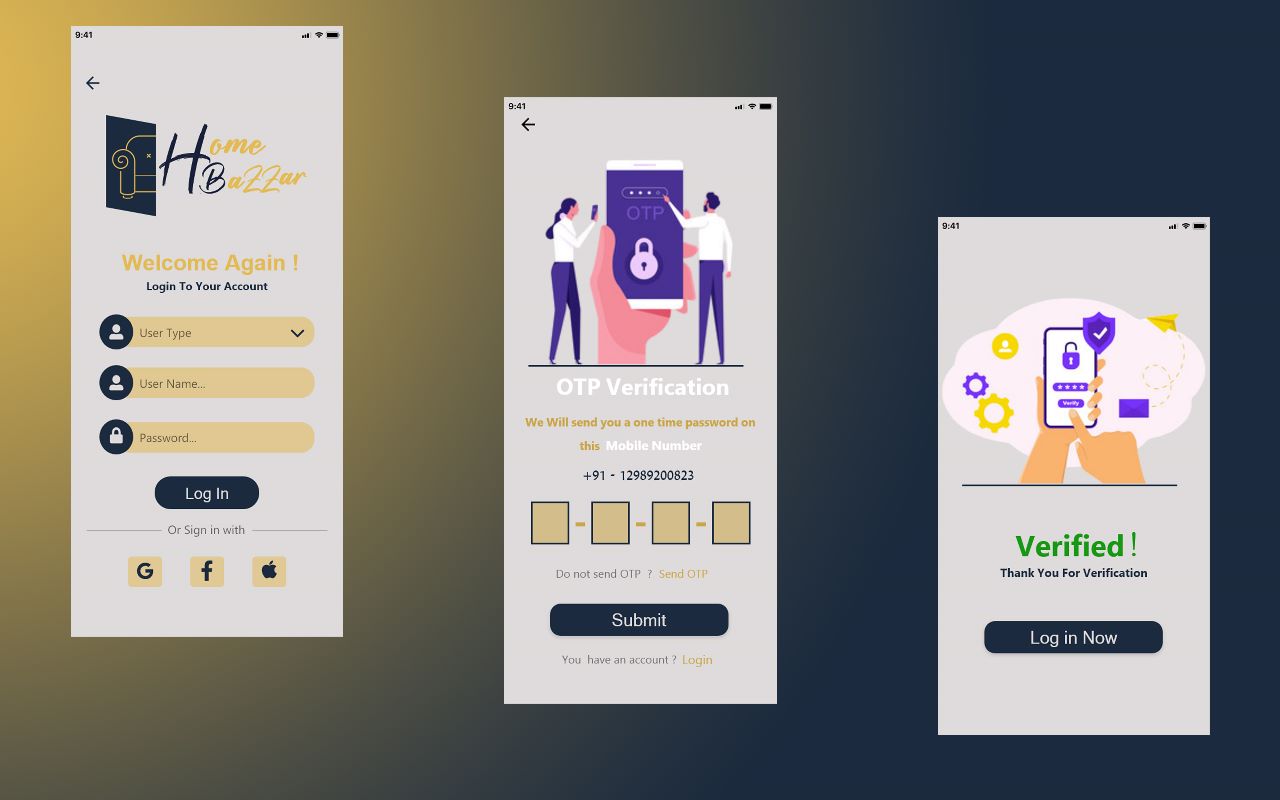 9:41
Home
BaZZar
Welcome Again !
Login To Your Account
User Type
User Name...
Password...
Log In
Or Sign in with
G
f
9:41
OTP
OTP Verification
We Will send you a one time password on
this Mobile Number
+91 - 12989200823
Do not send OTP ? Send OTP
Submit
You have an account ? Login
9:41
Verify
Verified !
Thank You For Verification
Log in Now